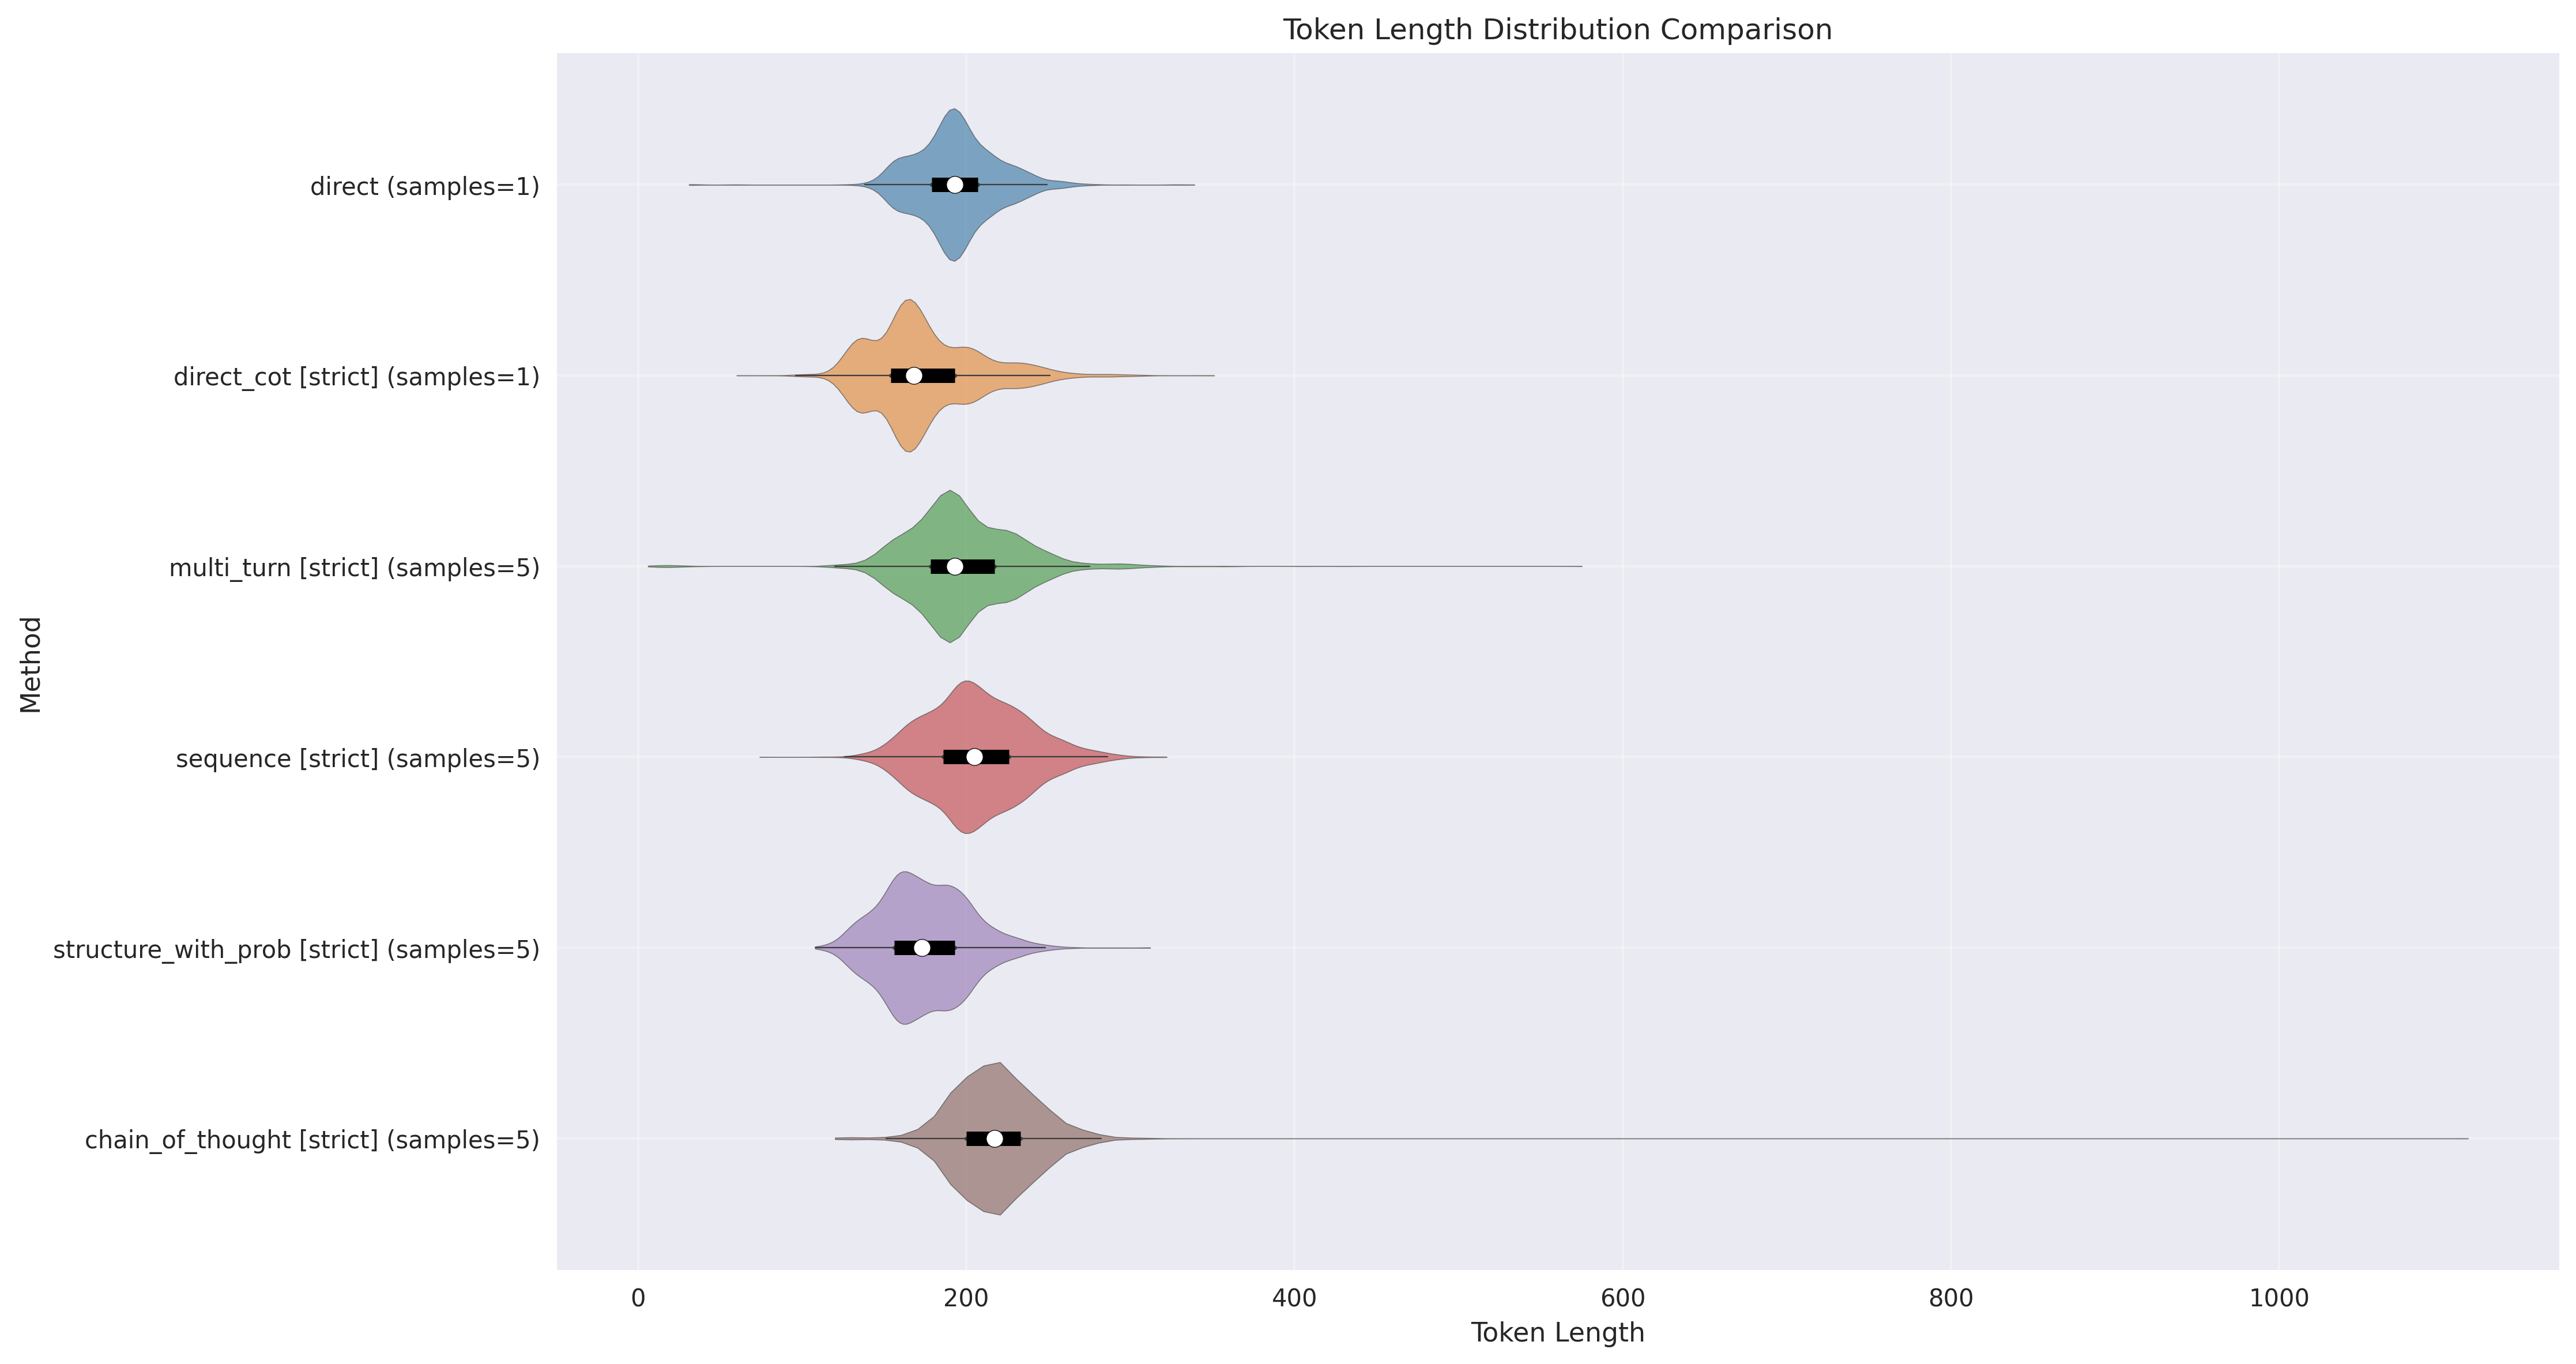 Token Length Distribution Comparison
Method
direct (samples=1)
direct_cot [strict] (samples=1)
multi_turn [strict] (samples=5)
sequence [strict] (samples=5)
structure_with_prob [strict] (samples=5)
chain_of_thought [strict] (samples=5)
0 200 400 600 800 1000
Token Length